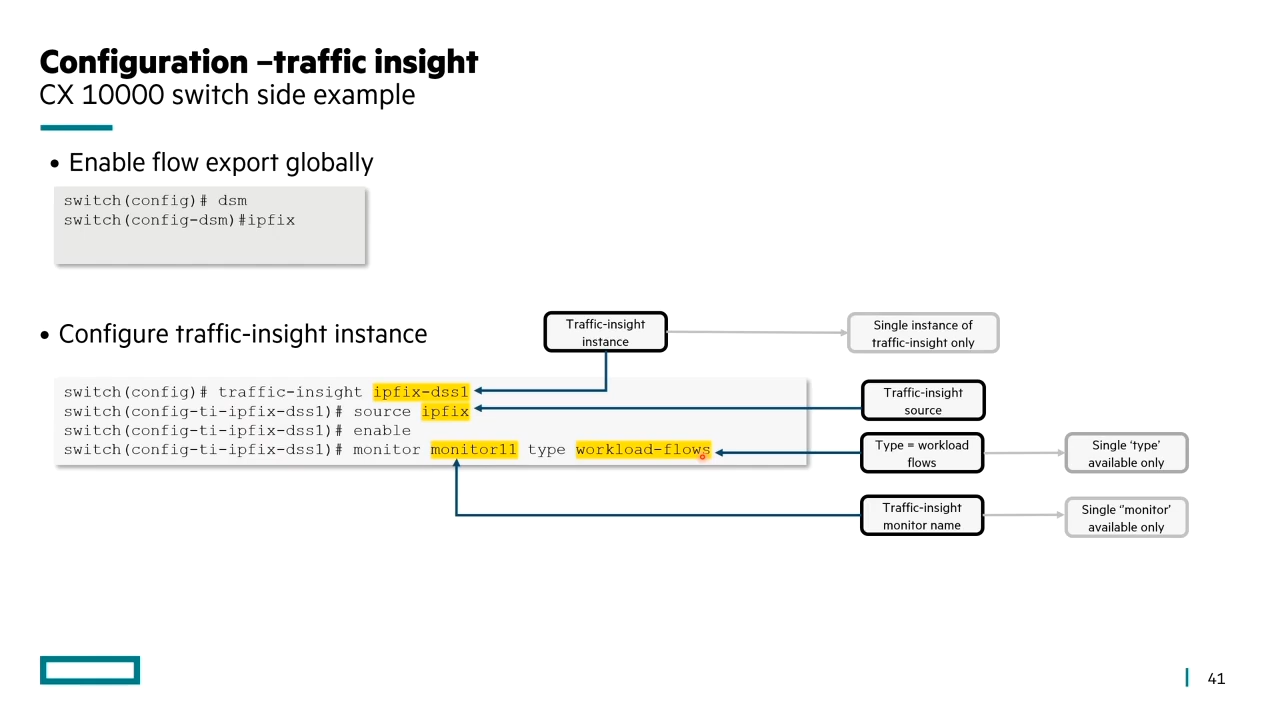 Configuration –traffic insight
CX 10000 switch side example
• Enable flow export globally
switch(config)# dsm
switch(config-dsm)#ipfix
• Configure traffic-insight instance
Traffic-insight
instance
Single instance of
traffic-insight only
switch(config)# traffic-insight ipfix-dss1
switch(config-ti-ipfix-dss1)# source ipfix
switch(config-ti-ipfix-dss1)# enable
switch(config-ti-ipfix-dss1)# monitor monitor11 type workload-flows
Traffic-insight
source
Type = workload
flows
Single ‘type’
available only
Traffic-insight
monitor name
Single “monitor’
available only
41